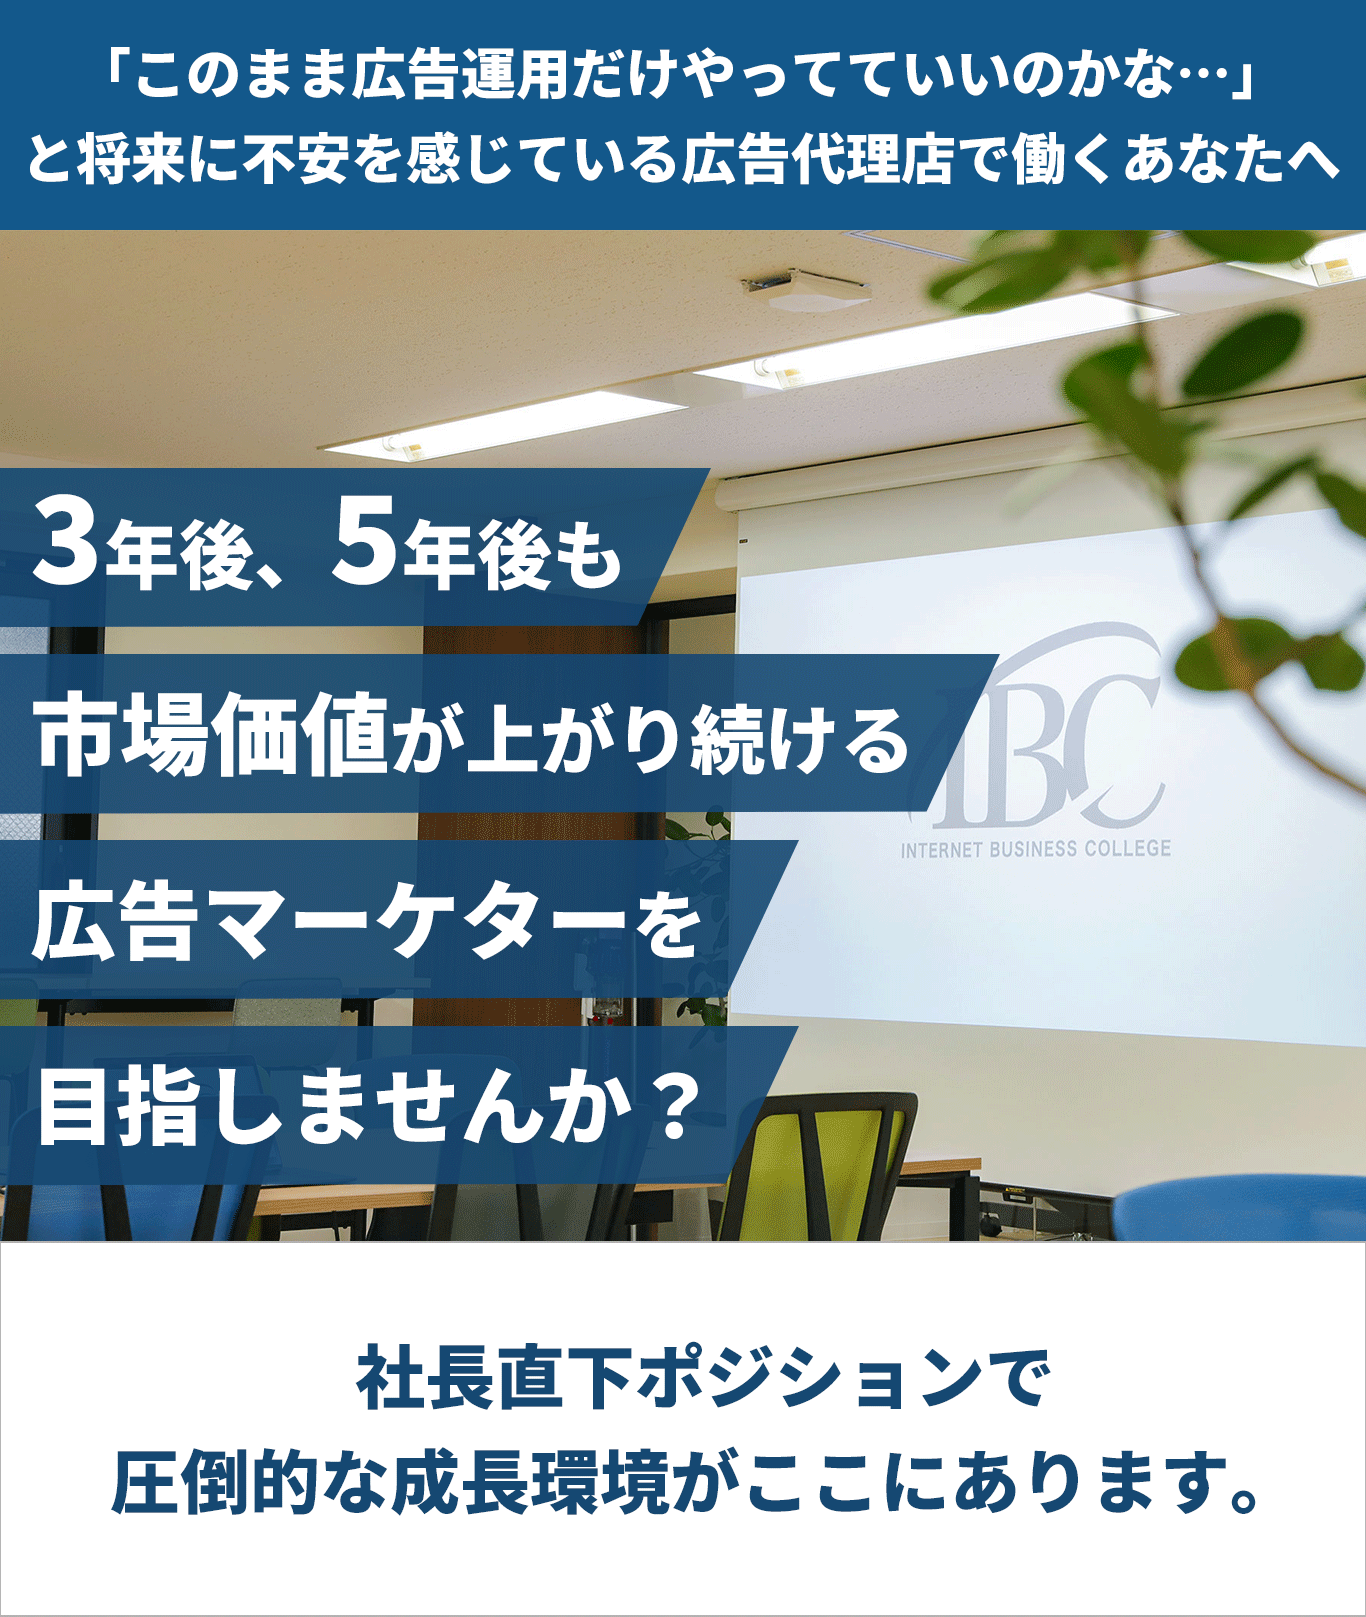 「このまま広告運用だけやってていいのかな…」
と将来に不安を感じている広告代理店で働くあなたへ
3年後、5年後も
市場価値が上がり続ける
IBC
INTERNET BUSINESS COLLEGE
広告マーケターを
目指しませんか？
社長直下ポジションで
圧倒的な成長環境がここにあります。